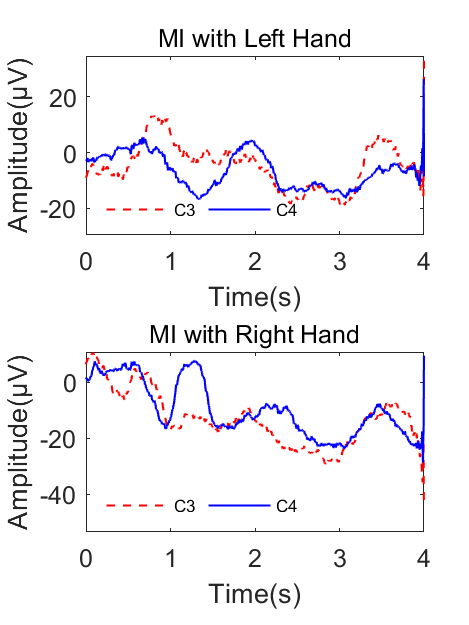 MI with Left Hand
Amplitude(μV)
20
0
-20
C3
C4
0
1
2
3
4
Time(s)
MI with Right Hand
Amplitude(μV)
0
-20
-40
C3
C4
0
1
2
3
4
Time(s)